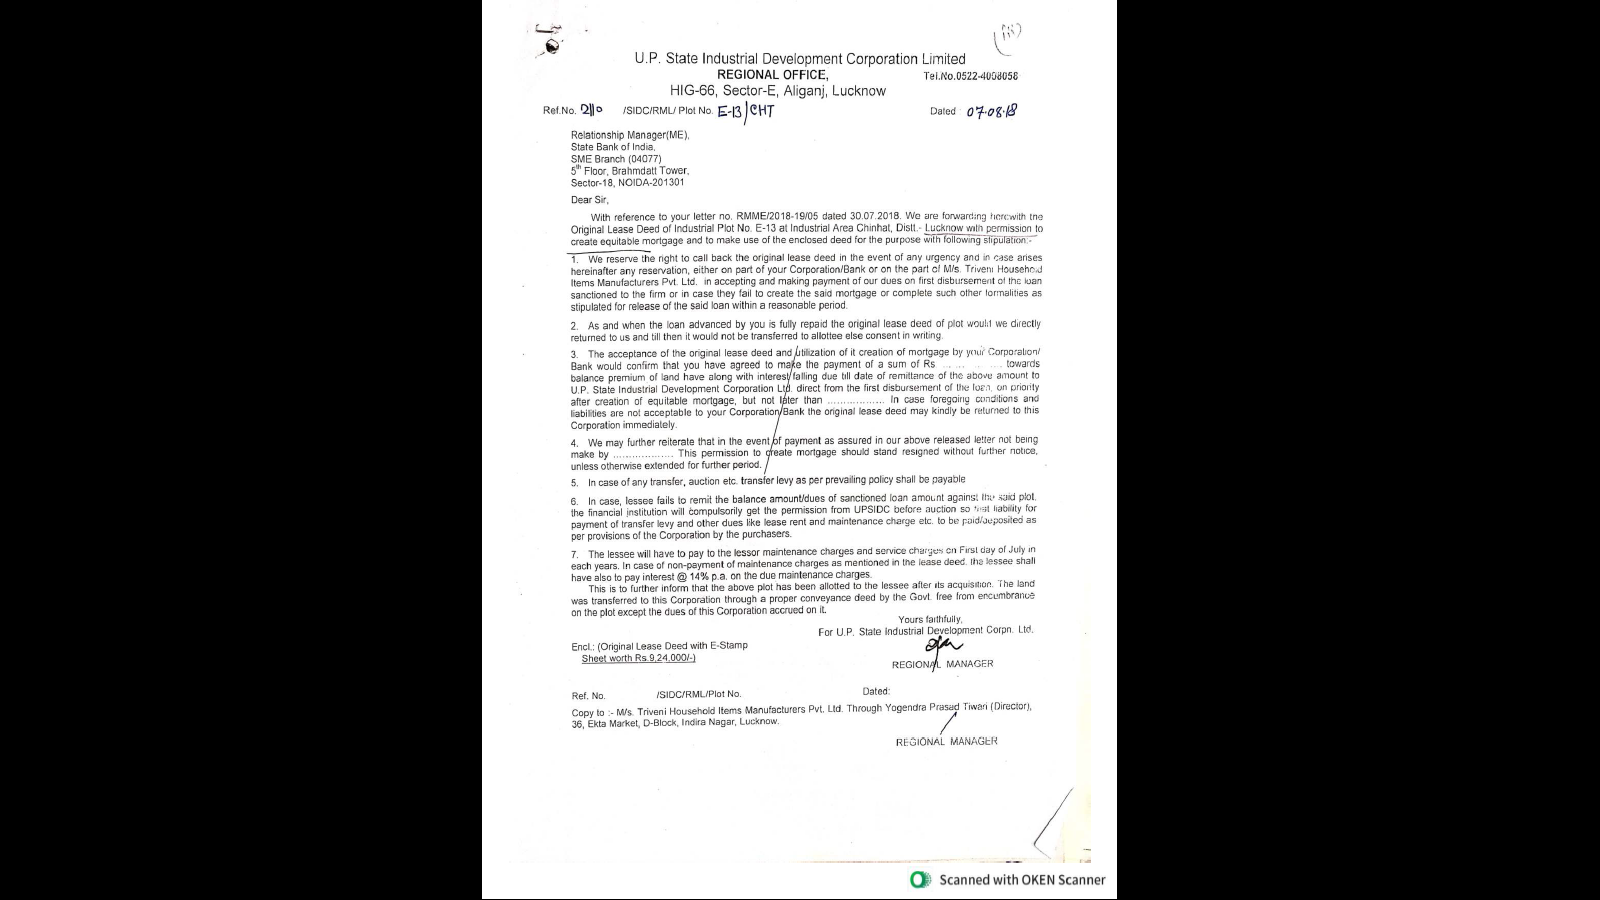 U.P. State Industrial Development Corporation Limited
REGIONAL OFFICE,
Tel.No.0522-4008058
HIG-66, Sector-E, Aliganj, Lucknow
Ref.No. 2110 /SIDC/RML/ Plot No. E-13/CHT Dated : 07.08.18
Relationship Manager(ME),
State Bank of India,
SME Branch (04077)
5th Floor, Brahmdatt Tower,
Sector-18, NOIDA-201301
Dear Sir,
With reference to your letter no. RMME/2018-19/05 dated 30.07.2018. We are forwarding herewith the
Original Lease Deed of Industrial Plot No. E-13 at Industrial Area Chinhat, Distt.- Lucknow with permission to
create equitable mortgage and to make use of the enclosed deed for the purpose with following stipulation:-
1. We reserve the right to call back the original lease deed in the event of any urgency and in case arises
hereinafter any reservation, either on part of your Corporation/Bank or on the part of M/s. Triveni Household
Items Manufacturers Pvt. Ltd. in accepting and making payment of our dues on first disbursement of the loan
sanctioned to the firm or in case they fail to create the said mortgage or complete such other formalities as
stipulated for release of the said loan within a reasonable period.
2. As and when the loan advanced by you is fully repaid the original lease deed of plot would we directly
returned to us and till then it would not be transferred to allottee else consent in writing.
3. The acceptance of the original lease deed and utilization of it creation of mortgage by your Corporation/
Bank would confirm that you have agreed to make the payment of a sum of Rs ................. towards
balance premium of land have along with interest falling due till date of remittance of the above amount to
U.P. State Industrial Development Corporation Ltd. direct from the first disbursement of the loan, on priority
after creation of equitable mortgage, but not later than .................. In case foregoing conditions and
liabilities are not acceptable to your Corporation/Bank the original lease deed may kindly be returned to this
Corporation immediately.
4. We may further reiterate that in the event of payment as assured in our above released letter not being
make by ................... This permission to create mortgage should stand resigned without further notice,
unless otherwise extended for further period.
5. In case of any transfer, auction etc. transfer levy as per prevailing policy shall be payable
6. In case, lessee fails to remit the balance amount/dues of sanctioned loan amount against the said plot.
the financial institution will compulsorily get the permission from UPSIDC before auction so that liability for
payment of transfer levy and other dues like lease rent and maintenance charge etc. to be paid/deposited as
per provisions of the Corporation by the purchasers.
7. The lessee will have to pay to the lessor maintenance charges and service charges on First day of July in
each years. In case of non-payment of maintenance charges as mentioned in the lease deed. the lessee shall
have also to pay interest @ 14% p.a. on the due maintenance charges.
This is to further inform that the above plot has been allotted to the lessee after its acquisition. The land
was transferred to this Corporation through a proper conveyance deed by the Govt. free from encumbrance
on the plot except the dues of this Corporation accrued on it.
Yours faithfully,
For U.P. State Industrial Development Corpn. Ltd.
Encl.: (Original Lease Deed with E-Stamp
Sheet worth Rs.9,24,000/-)
REGIONAL MANAGER
Ref. No. /SIDC/RML/Plot No. Dated:
Copy to :- M/s. Triveni Household Items Manufacturers Pvt. Ltd. Through Yogendra Prasad Tiwari (Director),
36, Ekta Market, D-Block, Indira Nagar, Lucknow.
REGIONAL MANAGER
Scanned with OKEN Scanner